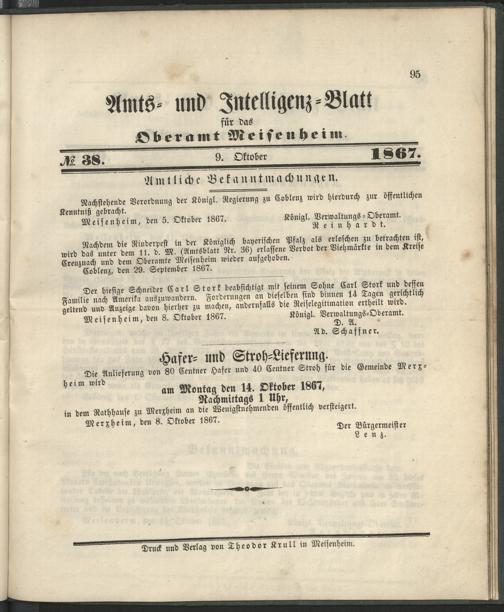 95
Amts- und Intelligenz-Blatt
für das
Oberamt Meisenheim.
№ 38.
9. Oktober
1867.
Amtliche Bekanntmachungen.
Nachstehende Verordnung der Königl. Regierung zu Coblenz wird hierdurch zur öffentlichen
Kenntniß gebracht.
Meisenheim, den 5. Oktober 1867.
Königl. Verwaltungs-Oberamt.
Reinhardt.
Nachdem die Rinderpest in der Königlich bayerischen Pfalz als erloschen zu betrachten ist,
wird das unter dem 11. d. M. (Amtsblatt Nr. 36) erlassene Verbot der Viehmärkte in dem Kreise
Creuznach und dem Oberamte Meisenheim wieder aufgehoben.
Coblenz, den 29. September 1867.
Der hiesige Schneider Carl Stork beabsichtigt mit seinem Sohne Carl Stork und dessen
Familie nach Amerika auszuwandern. Forderungen an dieselben sind binnen 14 Tagen gerichtlich
geltend und Anzeige davon hierher zu machen, andernfalls die Reiselegitimation ertheilt wird.
Meisenheim, den 8. Oktober 1867.
Königl. Verwaltungs-Oberamt.
D. A.
Ad. Schaffner.
Hafer- und Stroh-Lieferung.
Die Anlieferung von 80 Centner Hafer und 40 Centner Stroh für die Gemeinde Merx-
heim wird
am Montag den 14. Oktober 1867,
Nachmittags 1 Uhr,
in dem Rathhause zu Merxheim an die Wenigstnehmenden öffentlich versteigert.
Merxheim, den 8. Oktober 1867.
Der Bürgermeister
Lenz.
Druck und Verlag von Theodor Krull in Meisenheim.